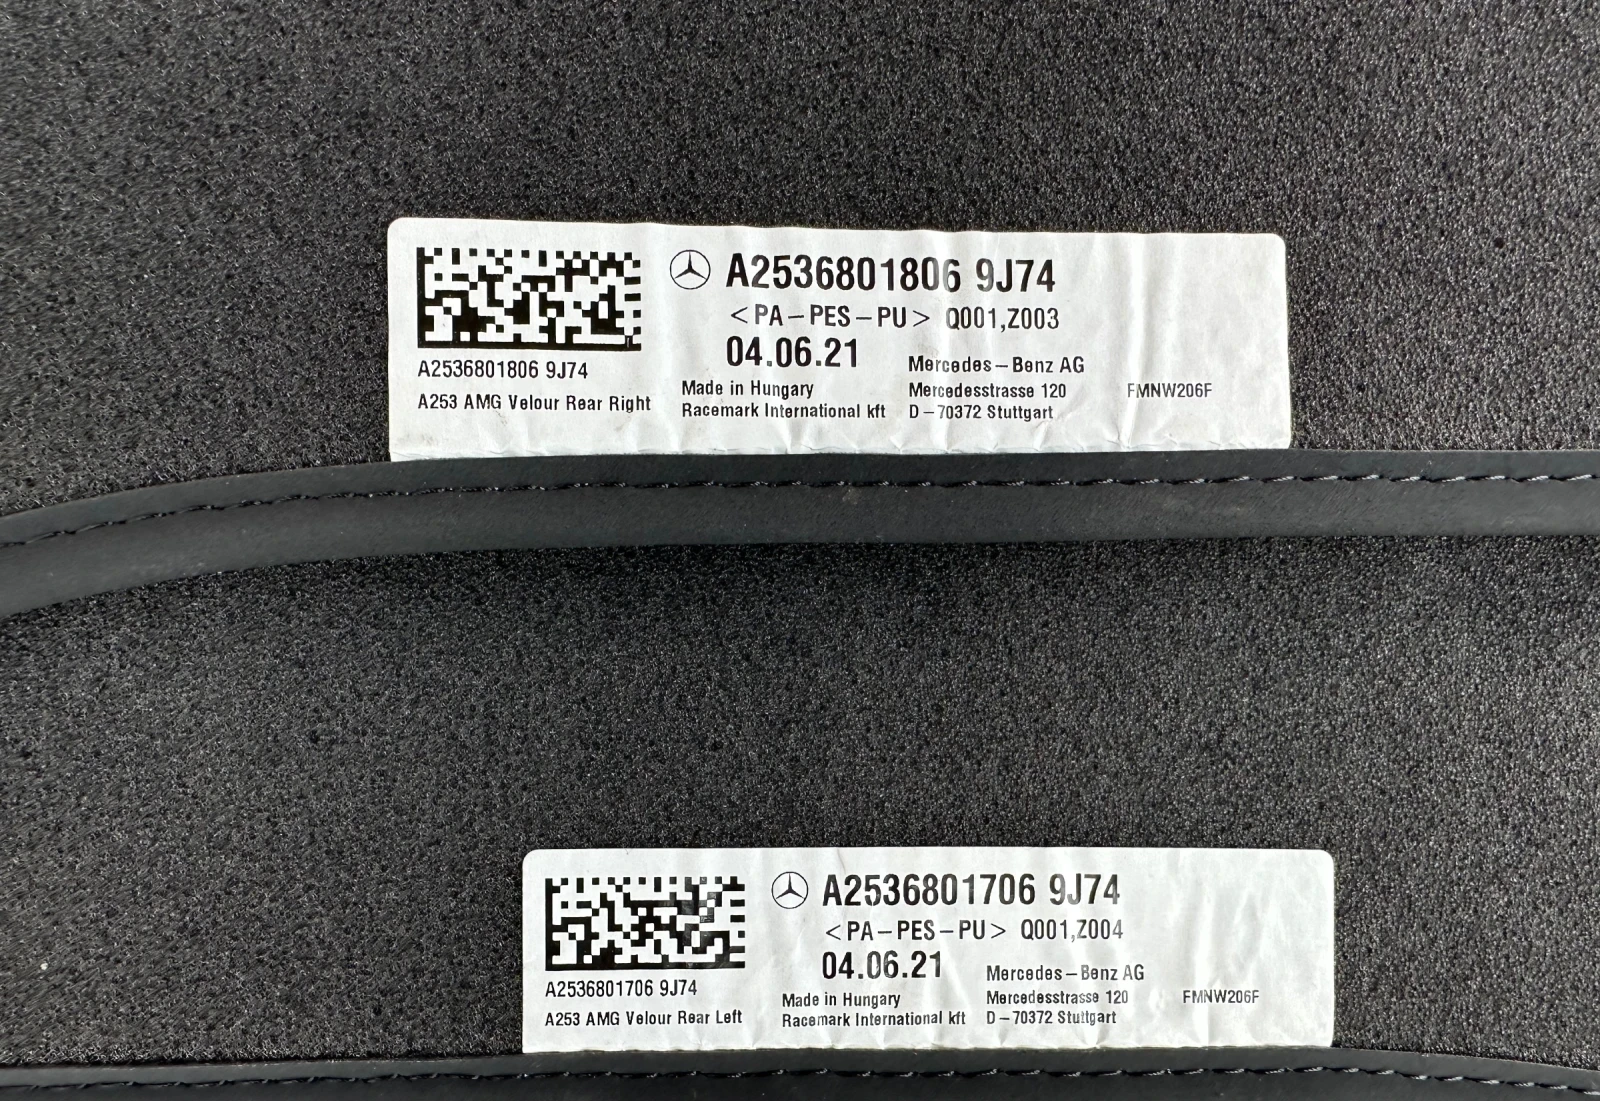 A2536801806 9J74
<PA-PES-PU> Q001,Z003
04.06.21
A2536801806 9J74
A253 AMG Velour Rear Right
Made in Hungary
Racemark International kft
Mercedes-Benz AG
Mercedesstrasse 120
D-70372 Stuttgart
FMNW206F
A2536801706 9J74
<PA-PES-PU> Q001,Z004
04.06.21
A2536801706 9J74
A253 AMG Velour Rear Left
Made in Hungary
Racemark International kft
Mercedes-Benz AG
Mercedesstrasse 120
D-70372 Stuttgart
FMNW206F